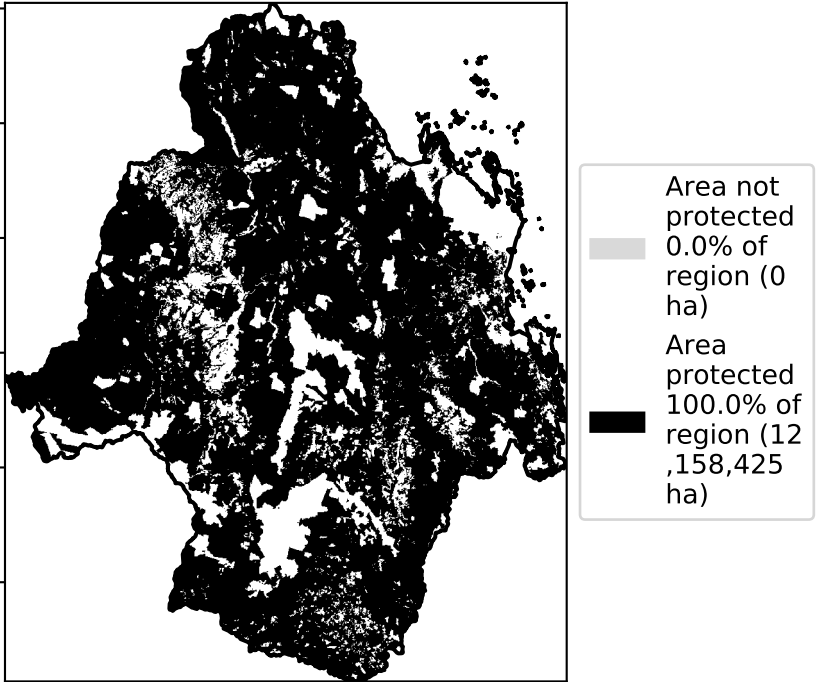 Area not
protected
0.0% of
region (0
ha)
Area
protected
100.0% of
region (12
,158,425
ha)